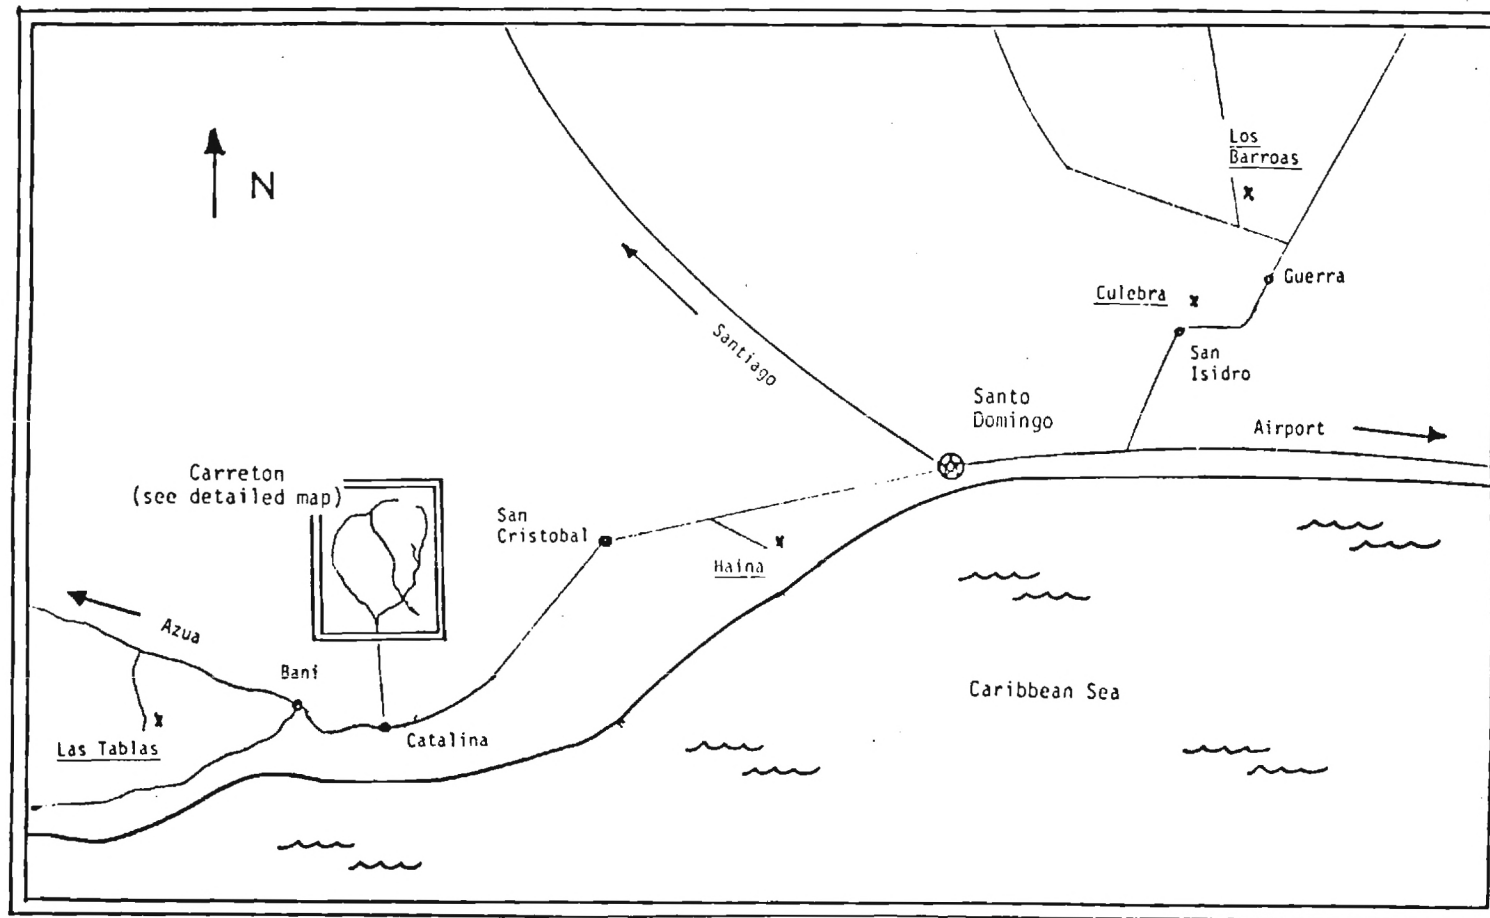 N
Los
Barroas
Guerra
Culebra
San
Isidro
Santiago
Santo
Domingo
Airport
Carreton
(see detailed map)
San
Cristobal
Haina
Azua
Bani
Catalina
Las Tablas
Caribbean Sea